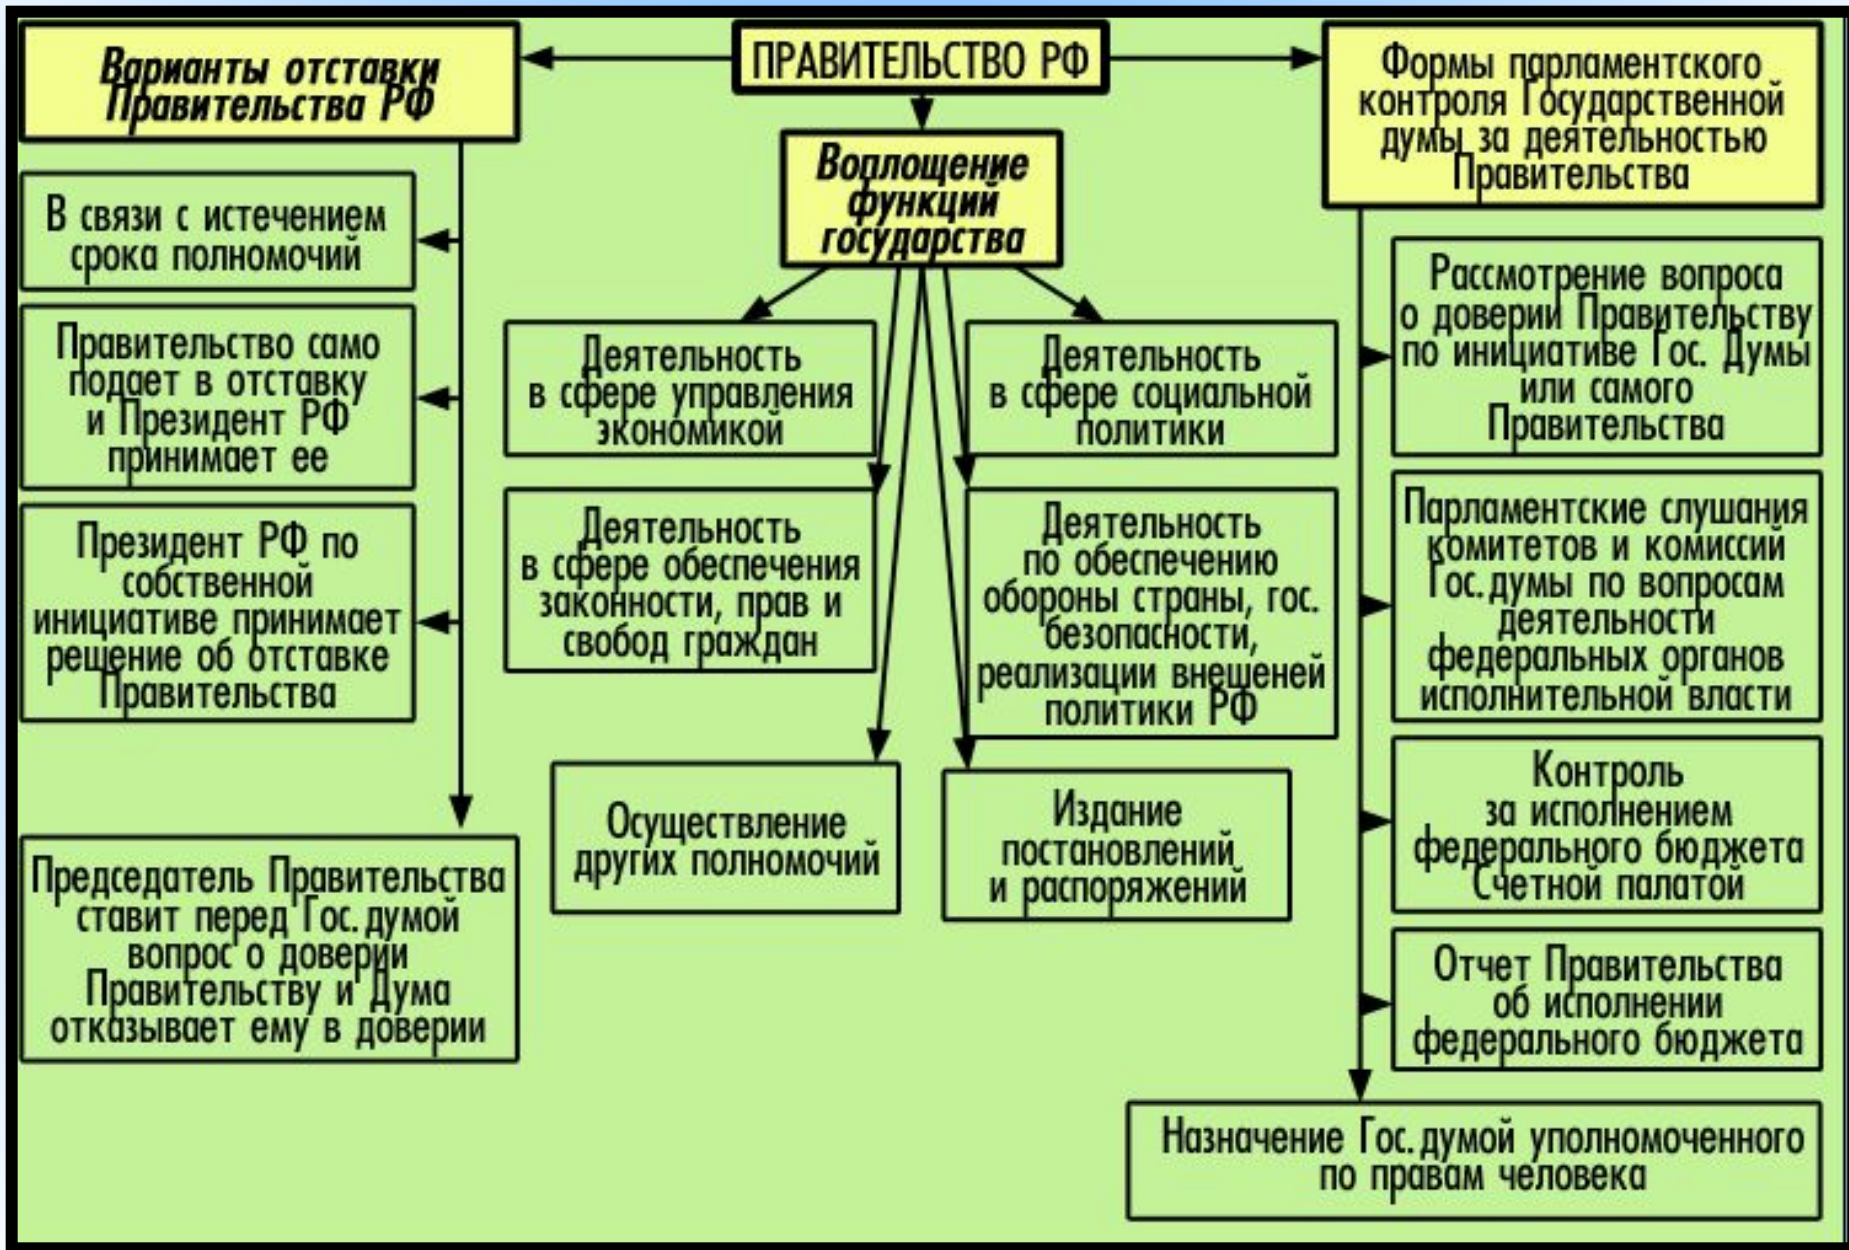 ПРАВИТЕЛЬСТВО РФ
Варианты отставки
Правительства РФ
В связи с истечением
срока полномочий
Правительство само
подает в отставку
и Президент РФ
принимает ее
Президент РФ по
собственной
инициативе принимает
решение об отставке
Правительства
Председатель Правительства
ставит перед Гос. думой
вопрос о доверии
Правительству и Дума
отказывает ему в доверии
Воплощение
функций
государства
Деятельность
в сфере управления
экономикой
Деятельность
в сфере социальной
политики
Деятельность
в сфере обеспечения
законности, прав и
свобод граждан
Деятельность
по обеспечению
обороны страны, гос.
безопасности,
реализации внешеней
политики РФ
Осуществление
других полномочий
Издание
постановлений
и распоряжений
Формы парламентского
контроля Государственной
думы за деятельностью
Правительства
Рассмотрение вопроса
о доверии Правительству
по инициативе Гос. Думы
или самого
Правительства
Парламентские слушания
комитетов и комиссий
Гос. думы по вопросам
деятельности
федеральных органов
исполнительной власти
Контроль
за исполнением
федерального бюджета
Счетной палатой
Отчет Правительства
об исполнении
федерального бюджета
Назначение Гос. думой уполномоченного
по правам человека